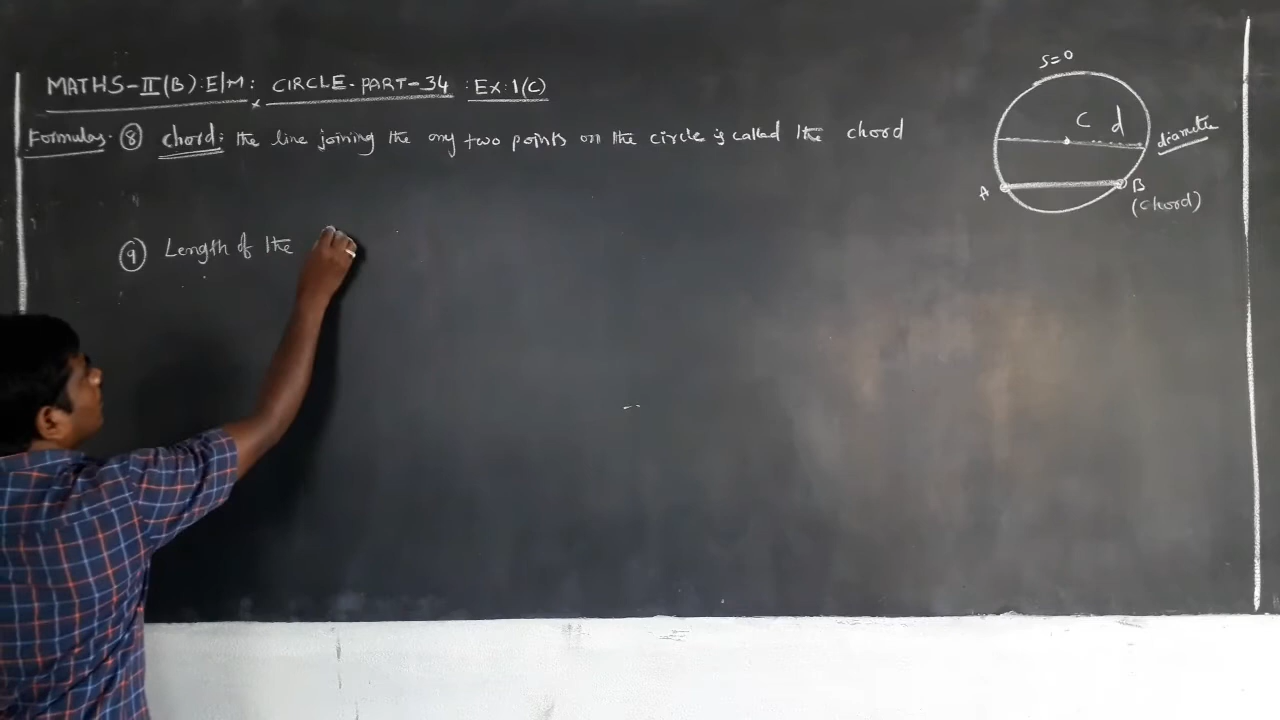 MATHS-II(B).E/M: CIRCLE-PART-34 :EX:1(C)
Formulas. 8 chord: the line joining the any two points on the circle is called the chord
9 Length of the
S=0
C d
diametre
A B
(chord)